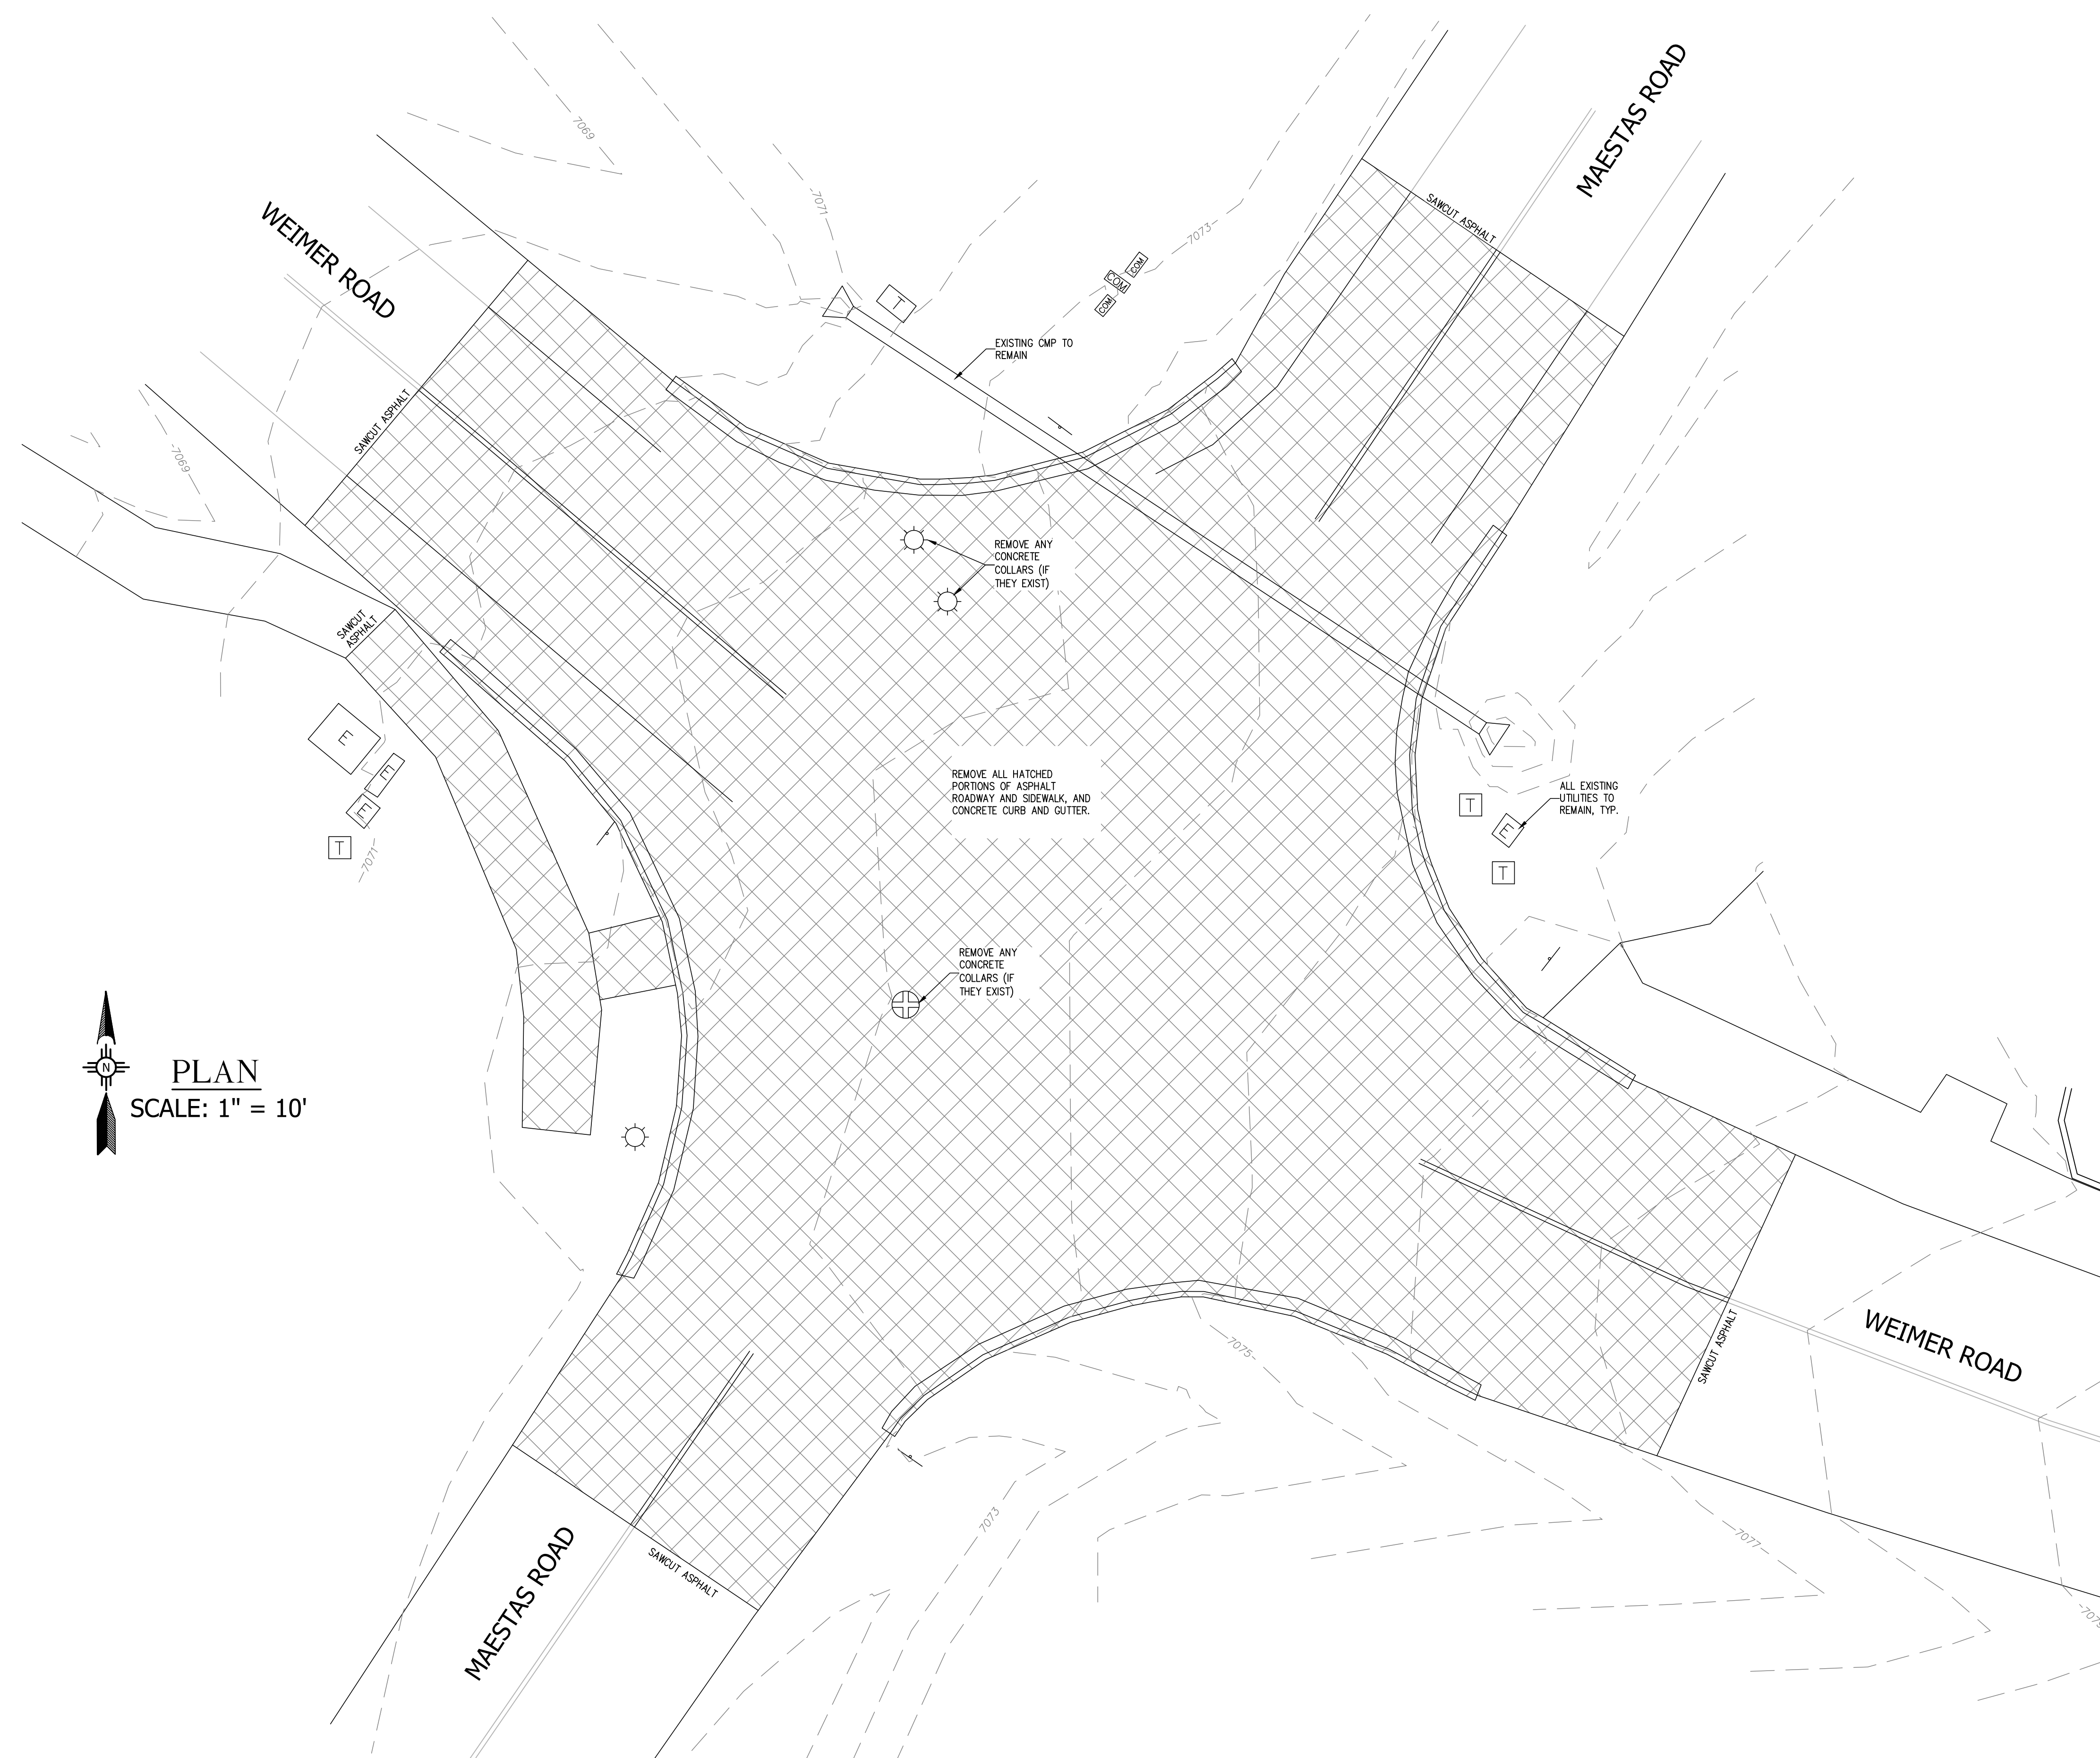 MAESTAS ROAD
7069
7071
WEIMER ROAD
SAWCUT ASPHALT
7073
COM
COM
COM
T
EXISTING CMP TO
REMAIN
SAWCUT ASPHALT
7069
REMOVE ANY
CONCRETE
COLLARS (IF
THEY EXIST)
SAWCUT
ASPHALT
E
E
E
T
7071
REMOVE ALL HATCHED
PORTIONS OF ASPHALT
ROADWAY AND SIDEWALK, AND
CONCRETE CURB AND GUTTER.
ALL EXISTING
UTILITIES TO
REMAIN, TYP.
T
E
T
REMOVE ANY
CONCRETE
COLLARS (IF
THEY EXIST)
N
PLAN
SCALE: 1" = 10'
7075
SAWCUT ASPHALT
WEIMER ROAD
7073
7077
SAWCUT ASPHALT
MAESTAS ROAD
7079